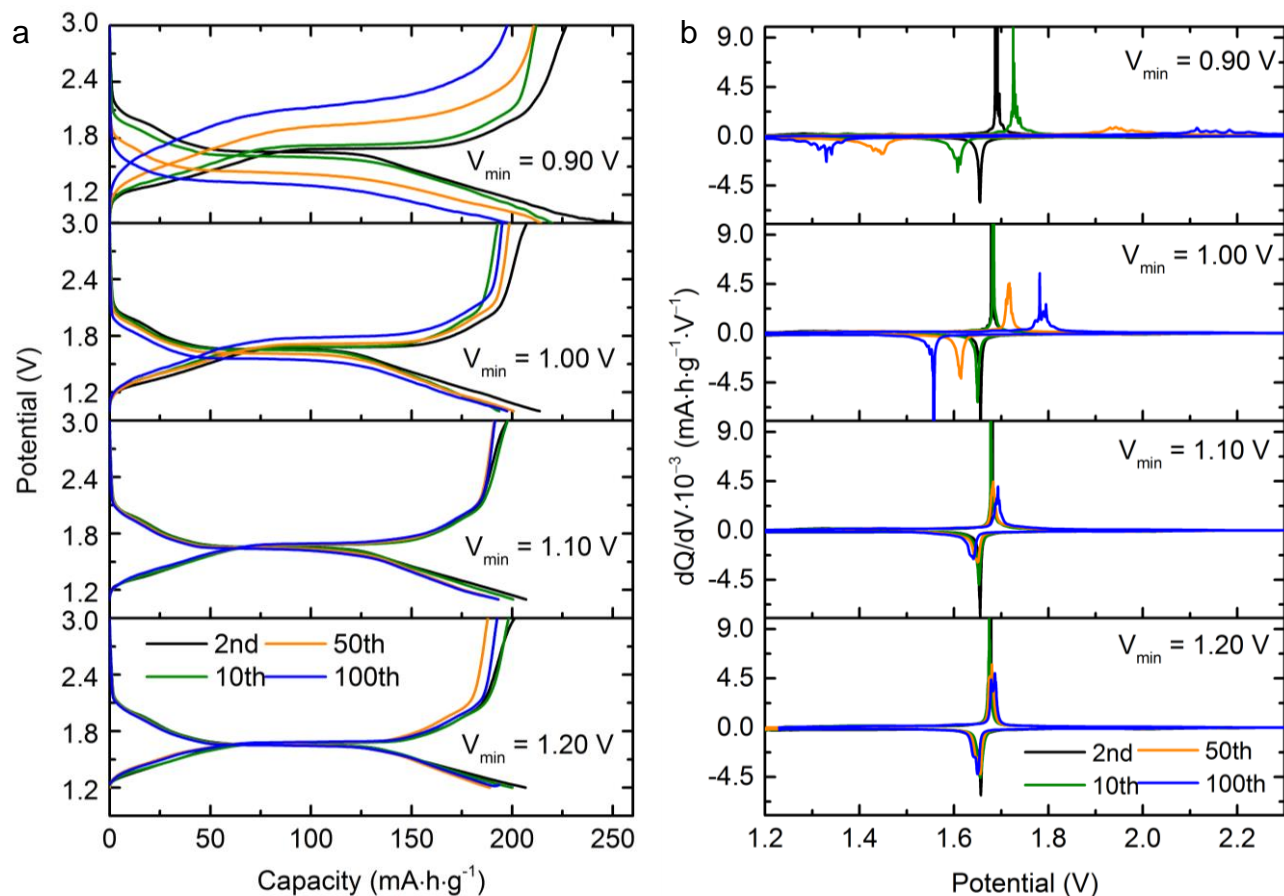 a
3.0
2.4
1.8
1.2
V_min = 0.90 V
3.0
2.4
1.8
1.2
V_min = 1.00 V
3.0
2.4
1.8
1.2
V_min = 1.10 V
3.0
2.4
1.8
1.2
2nd
50th
10th
100th
V_min = 1.20 V
0
50
100
150
200
250
Potential (V)
Capacity (mA·h·g⁻¹)
b
9.0
4.5
0.0
-4.5
V_min = 0.90 V
9.0
4.5
0.0
-4.5
V_min = 1.00 V
9.0
4.5
0.0
-4.5
V_min = 1.10 V
9.0
4.5
0.0
-4.5
V_min = 1.20 V
2nd
50th
10th
100th
1.2
1.4
1.6
1.8
2.0
2.2
dQ/dV·10⁻³ (mA·h·g⁻¹·V⁻¹)
Potential (V)